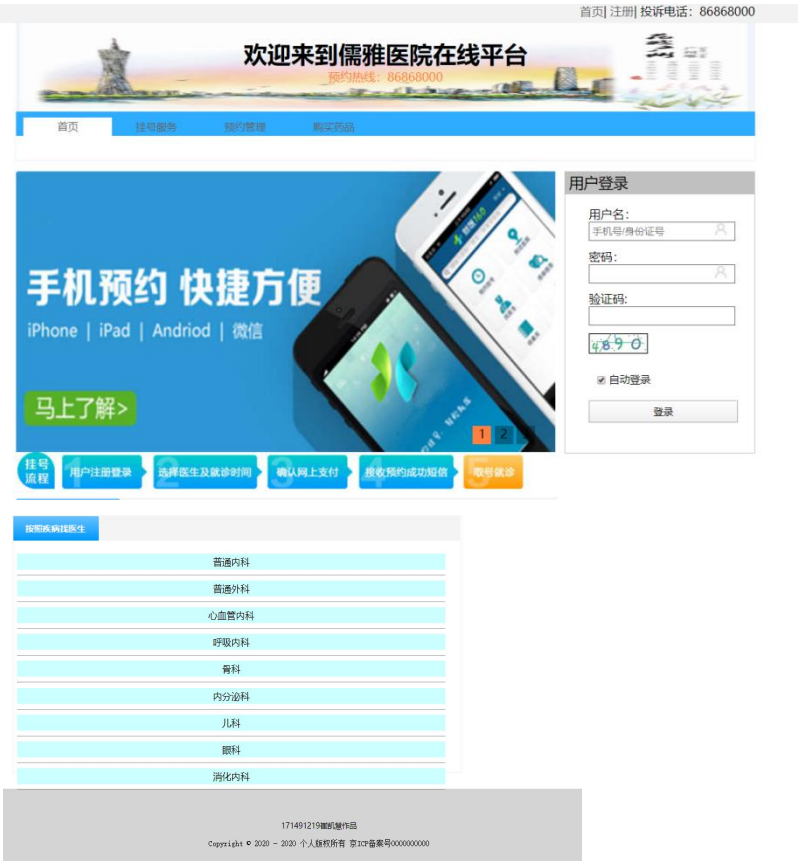 首页| 注册| 投诉电话：86868000
欢迎来到儒雅医院在线平台
预约热线：86868000
首页 挂号服务 预约管理 购买药品
手机预约 快捷方便
iPhone | iPad | Andriod | 微信
马上了解>
1 2
用户登录
用户名：
手机号/身份证号
密码：
验证码：
4890
自动登录
登录
挂号流程
1 用户注册登录
2 选择医生及就诊时间
3 确认网上支付
4 接收预约成功短信
5 取号就诊
按照疾病找医生
普通内科
普通外科
心血管内科
呼吸内科
骨科
内分泌科
儿科
眼科
消化内科
Copyright © 2020 - 2020 个人版权所有 京ICP备案号0000000000